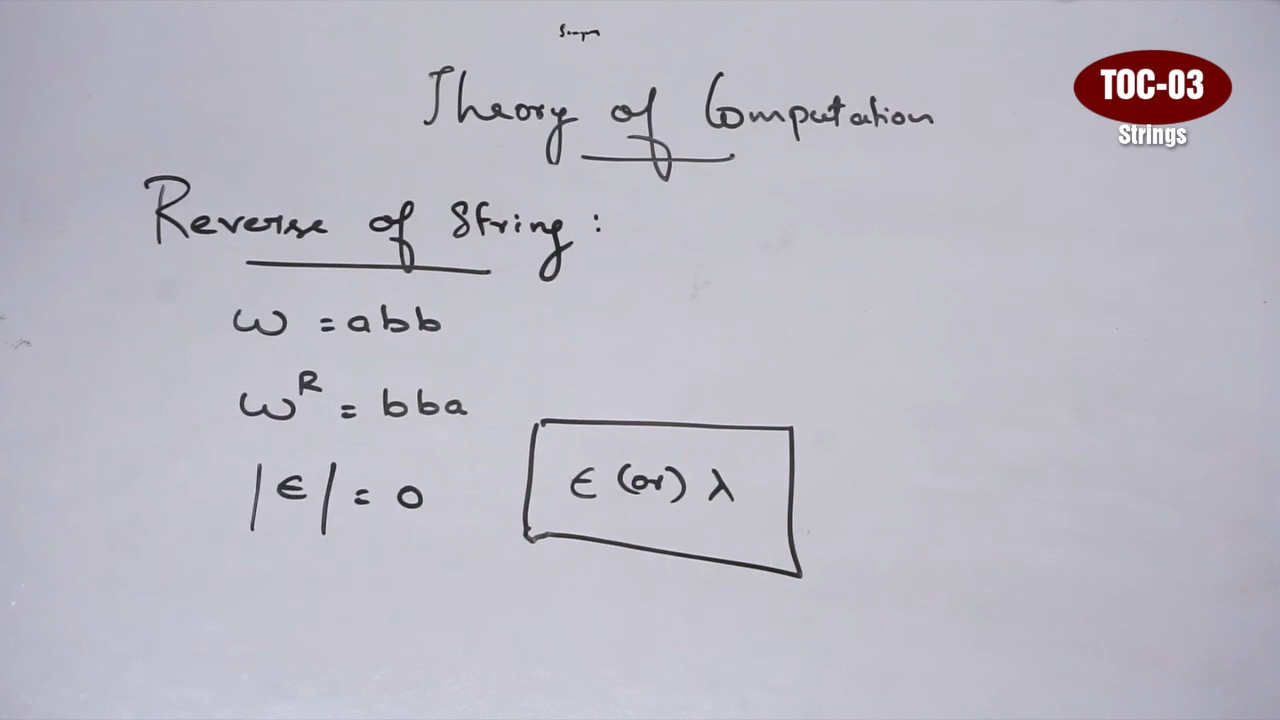 Theory of Computation
TOC-03
Strings
Reverse of String:
ω = abb
ω^R = bba
|ϵ| = 0
ϵ (or) λ